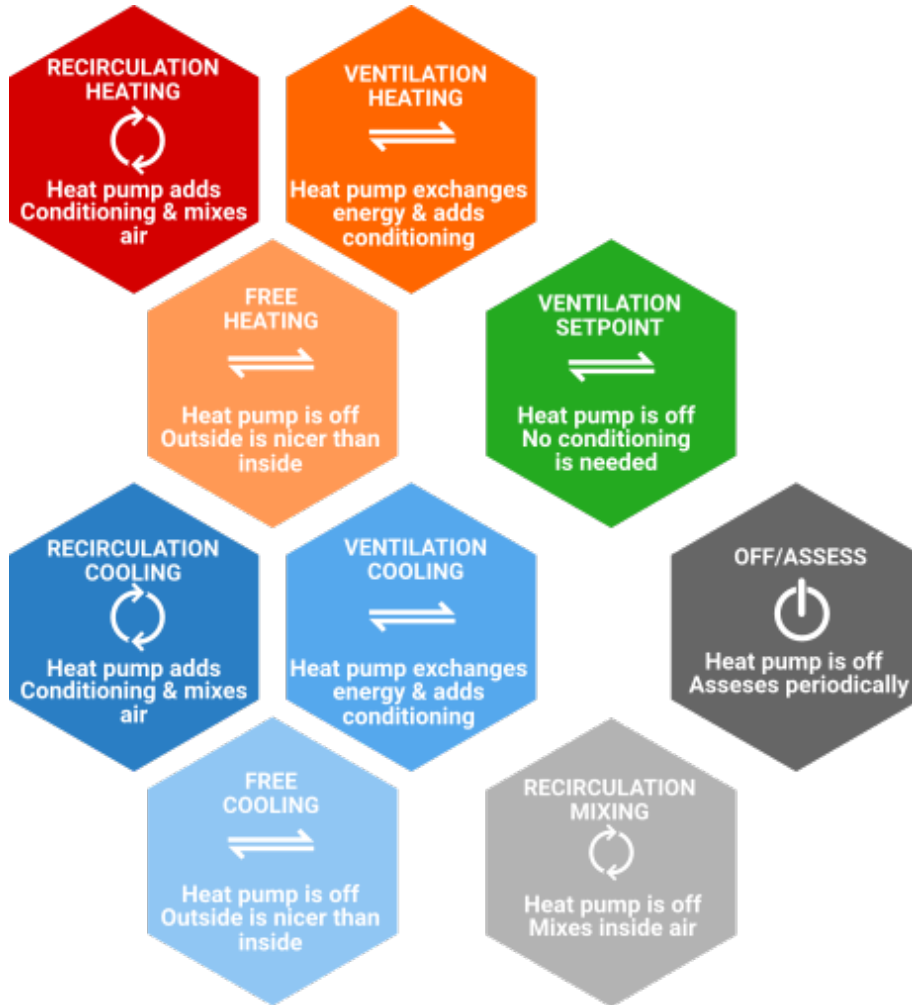 RECIRCULATION
HEATING
Heat pump adds
Conditioning & mixes
air
VENTILATION
HEATING
Heat pump exchanges
energy & adds
conditioning
FREE
HEATING
Heat pump is off
Outside is nicer than
inside
VENTILATION
SETPOINT
Heat pump is off
No conditioning
is needed
RECIRCULATION
COOLING
Heat pump adds
Conditioning & mixes
air
VENTILATION
COOLING
Heat pump exchanges
energy & adds
conditioning
OFF/ASSESS
Heat pump is off
Asseses periodically
FREE
COOLING
Heat pump is off
Outside is nicer than
inside
RECIRCULATION
MIXING
Heat pump is off
Mixes inside air